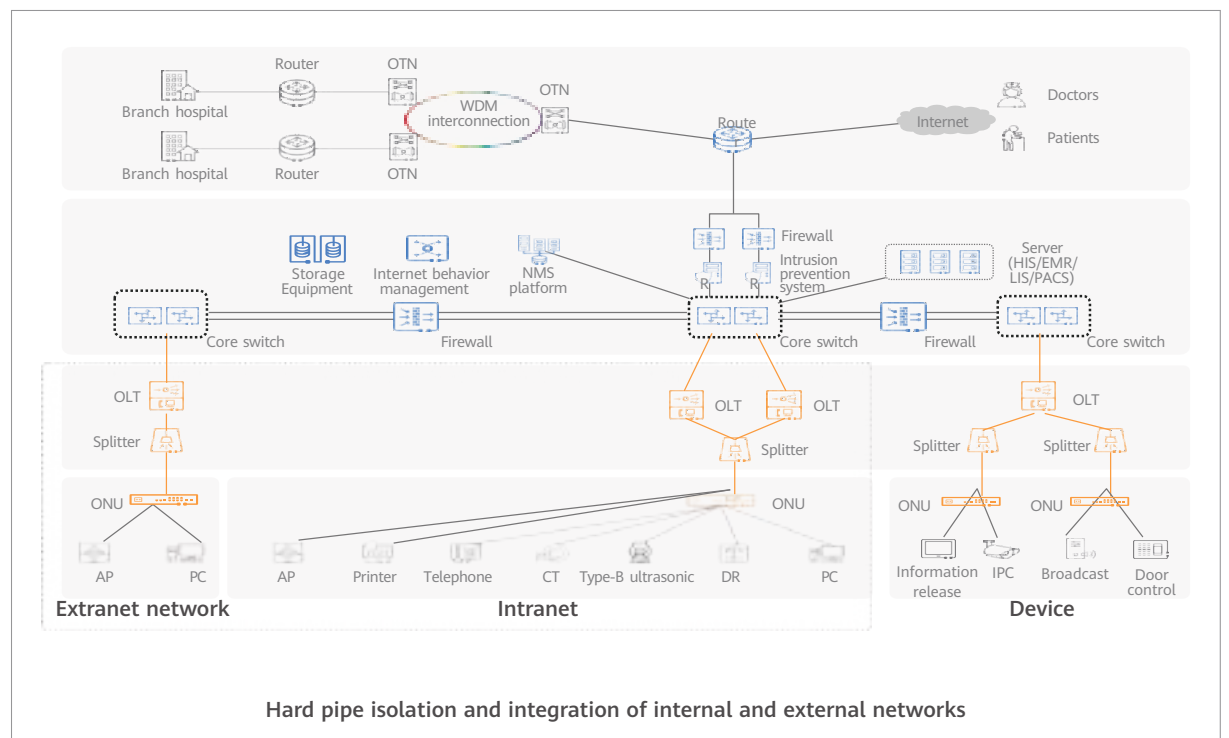 Router
OTN
Branch hospital
WDM
interconnection
OTN
Route
Internet
Doctors
Patients
Branch hospital
Router
OTN
Storage
Equipment
Internet behavior
management
NMS
platform
Firewall
Intrusion
prevention
system
R
R
Server
(HIS/EMR/
LIS/PACS)
Core switch
Firewall
Core switch
Firewall
Core switch
OLT
Splitter
OLT
OLT
Splitter
OLT
Splitter
Splitter
ONU
AP
PC
ONU
AP
Printer
Telephone
CT
Type-B ultrasonic
DR
PC
ONU
ONU
Information
release
IPC
Broadcast
Door
control
Extranet network
Intranet
Device
Hard pipe isolation and integration of internal and external networks